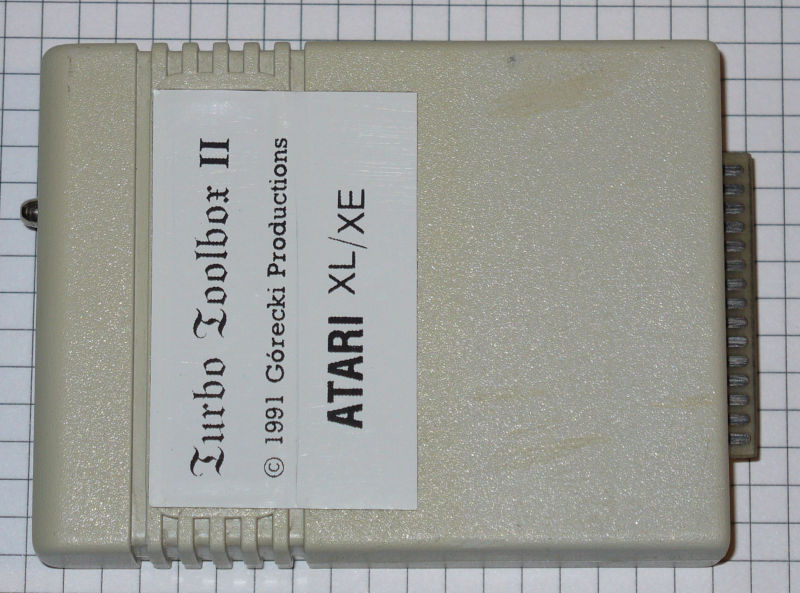 Turbo Toolbox II
© 1991 Górecki Productions
ATARI XL/XE